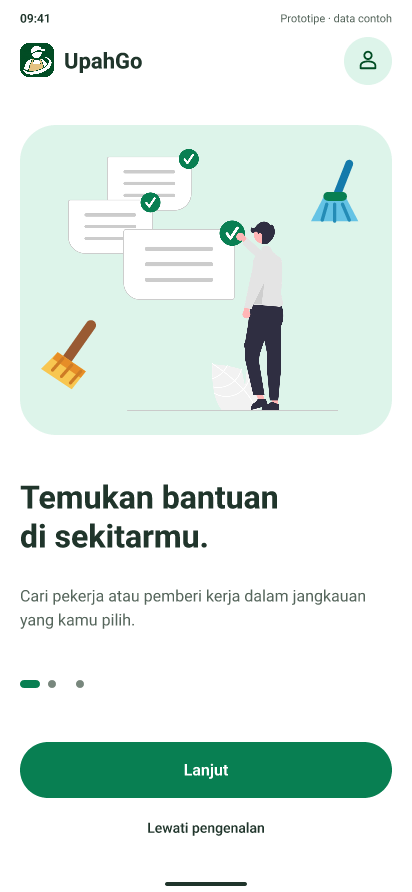 09:41
Prototipe · data contoh
UpahGo
Temukan bantuan
di sekitarmu.
Cari pekerja atau pemberi kerja dalam jangkauan
yang kamu pilih.
Lanjut
Lewati pengenalan